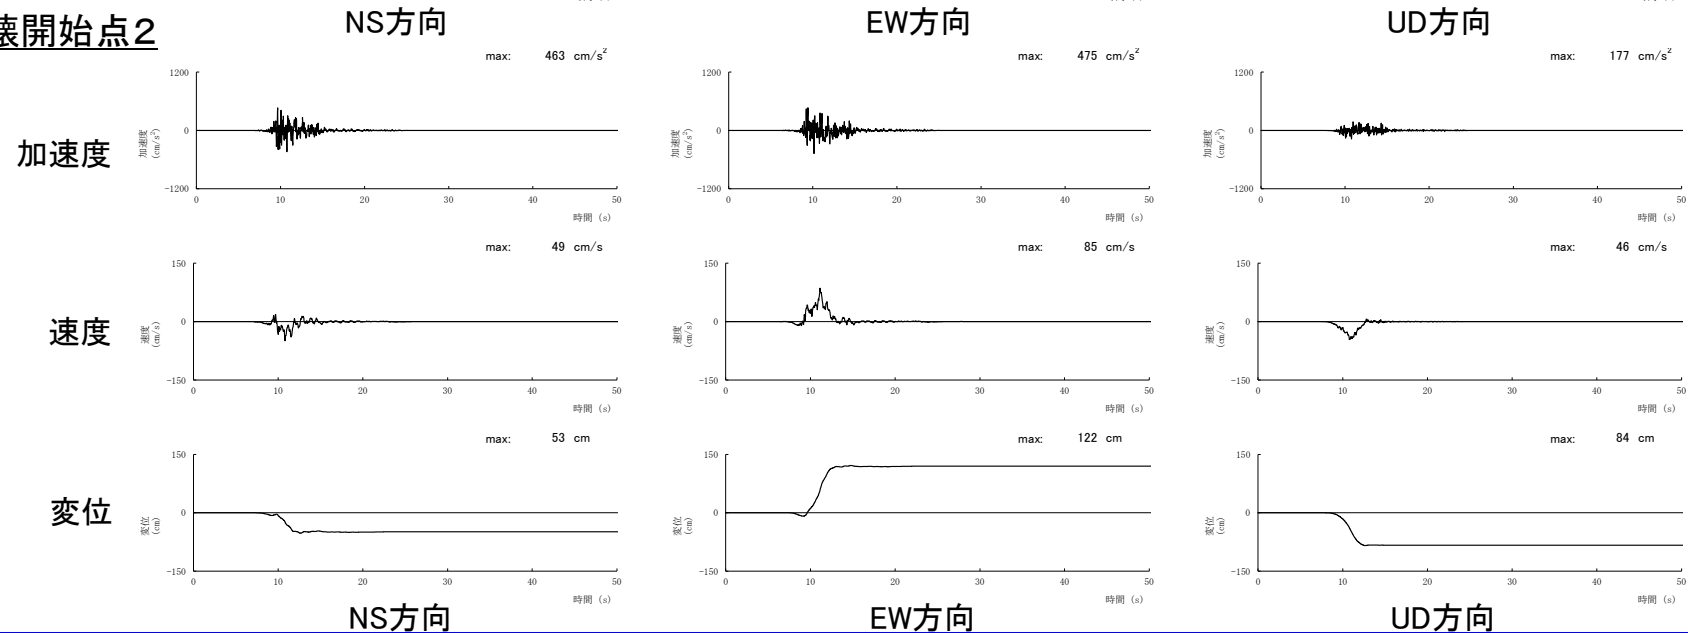 壊開始点2
NS方向
EW方向
UD方向
加速度
max: 463 cm/s²
1200
0
-1200
加速度
(cm/s²)
0 10 20 30 40 50
時間 (s)
max: 475 cm/s²
1200
0
-1200
加速度
(cm/s²)
0 10 20 30 40 50
時間 (s)
max: 177 cm/s²
1200
0
-1200
加速度
(cm/s²)
0 10 20 30 40 50
時間 (s)
速度
max: 49 cm/s
150
0
-150
速度
(cm/s)
0 10 20 30 40 50
時間 (s)
max: 85 cm/s
150
0
-150
速度
(cm/s)
0 10 20 30 40 50
時間 (s)
max: 46 cm/s
150
0
-150
速度
(cm/s)
0 10 20 30 40 50
時間 (s)
変位
max: 53 cm
150
0
-150
変位
(cm)
0 10 20 30 40 50
時間 (s)
max: 122 cm
150
0
-150
変位
(cm)
0 10 20 30 40 50
時間 (s)
max: 84 cm
150
0
-150
変位
(cm)
0 10 20 30 40 50
時間 (s)
NS方向
EW方向
UD方向